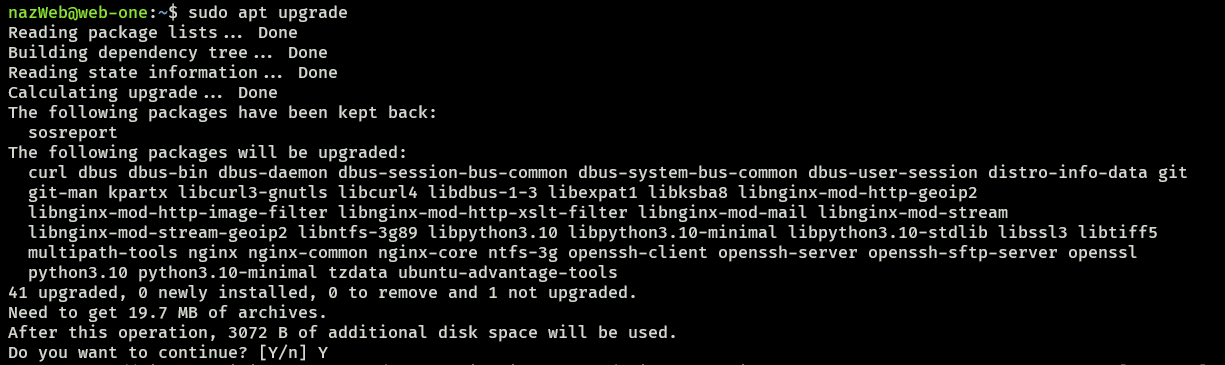 nazWeb@web-one:~$ sudo apt upgrade
Reading package lists... Done
Building dependency tree... Done
Reading state information... Done
Calculating upgrade... Done
The following packages have been kept back:
  sosreport
The following packages will be upgraded:
  curl dbus dbus-bin dbus-daemon dbus-session-bus-common dbus-system-bus-common dbus-user-session distro-info-data git
  git-man kpartx libcurl3-gnutls libcurl4 libdbus-1-3 libexpat1 libksba8 libnginx-mod-http-geoip2
  libnginx-mod-http-image-filter libnginx-mod-http-xslt-filter libnginx-mod-mail libnginx-mod-stream
  libnginx-mod-stream-geoip2 libntfs-3g89 libpython3.10 libpython3.10-minimal libpython3.10-stdlib libssl3 libtiff5
  multipath-tools nginx nginx-common nginx-core ntfs-3g openssh-client openssh-server openssh-sftp-server openssl
  python3.10 python3.10-minimal tzdata ubuntu-advantage-tools
41 upgraded, 0 newly installed, 0 to remove and 1 not upgraded.
Need to get 19.7 MB of archives.
After this operation, 3072 B of additional disk space will be used.
Do you want to continue? [Y/n] Y